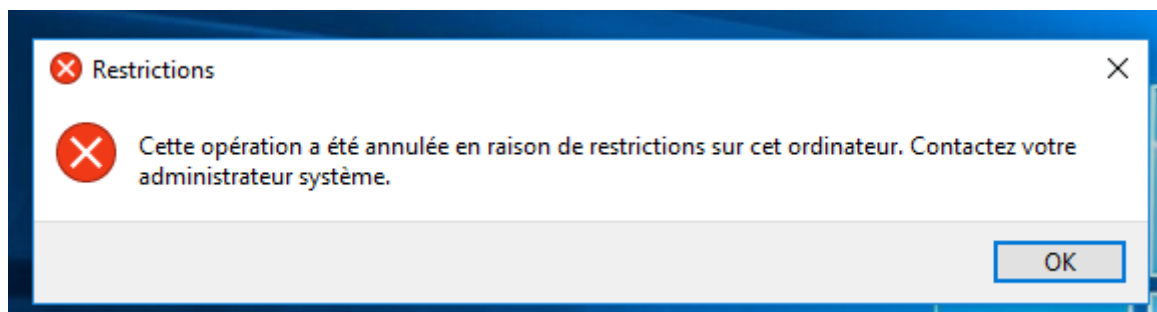 Restrictions
Cette opération a été annulée en raison de restrictions sur cet ordinateur. Contactez votre
administrateur système.
OK